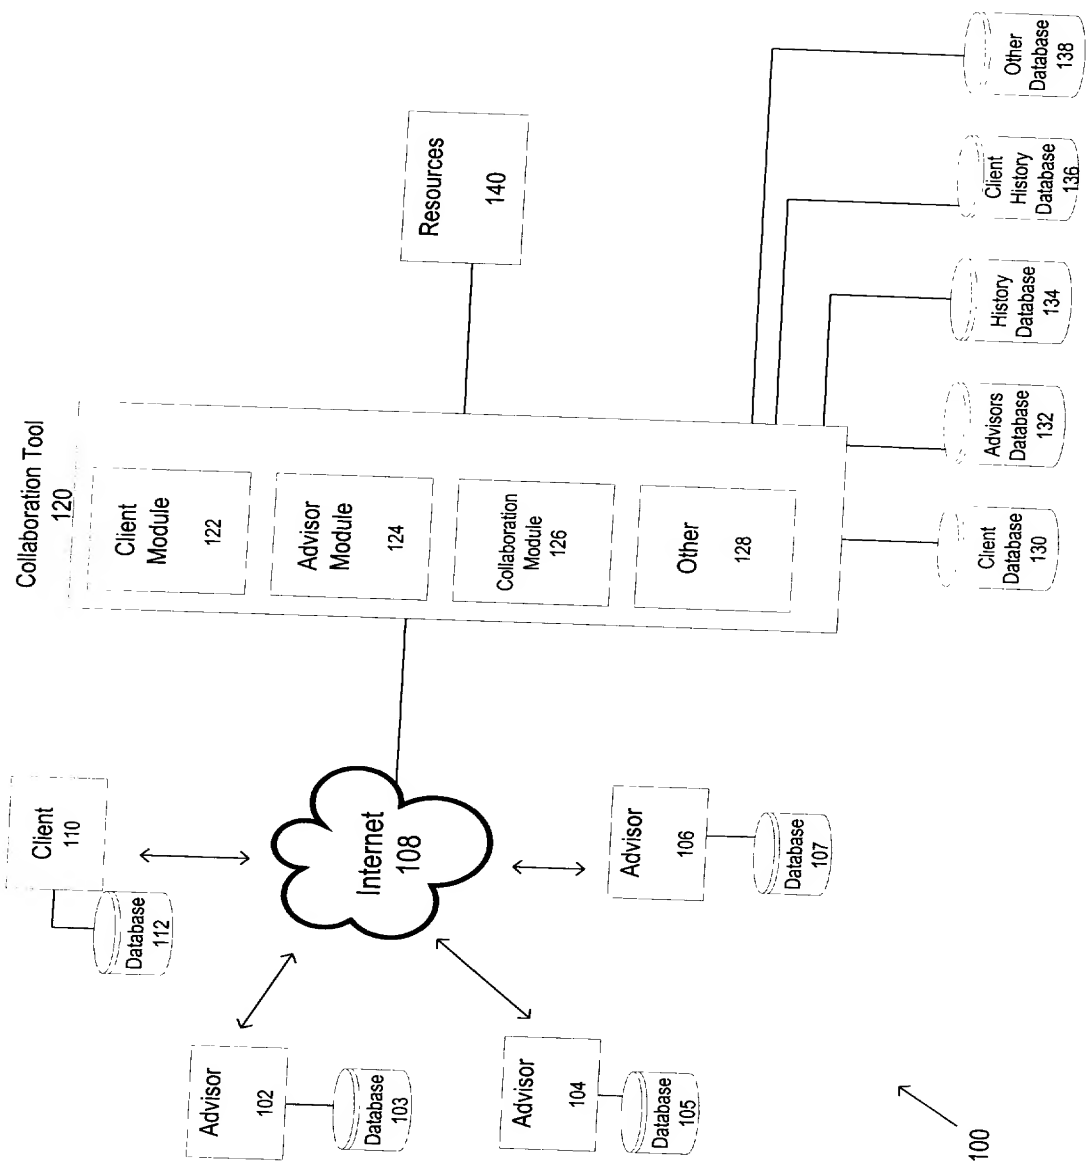 Collaboration Tool
120
Client
Module
122
Advisor
Module
124
Collaboration
Module
126
Other
128
Resources
140
Client
110
Database
112
Internet
108
Advisor
102
Database
103
Advisor
104
Database
105
Advisor
106
Database
107
Client
Database
130
Advisors
Database
132
History
Database
134
Client
History
Database
136
Other
Database
138
100